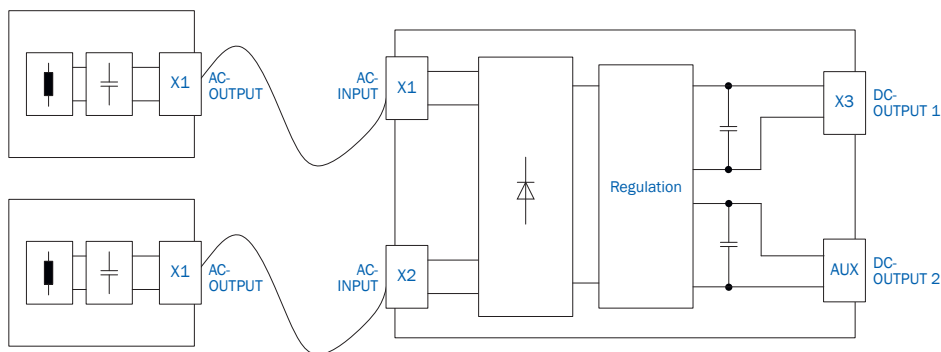 X1
AC-
OUTPUT
AC-
INPUT
X1
X3
DC-
OUTPUT 1
Regulation
X1
AC-
OUTPUT
AC-
INPUT
X2
AUX
DC-
OUTPUT 2